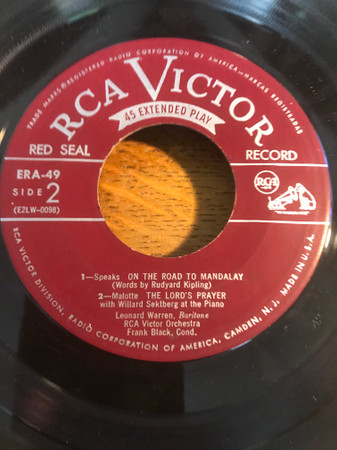 TRADE MARKS ®REGISTERED RADIO CORPORATION OF AMERICA—MARCAS REGISTRADAS
RCA VICTOR
45 EXTENDED PLAY
RED SEAL
RECORD
ERA-49
SIDE 2
(E2LW-0098)
RCA
1—Speaks ON THE ROAD TO MANDALAY
(Words by Rudyard Kipling)
2—Malotte THE LORD'S PRAYER
with Willard Sektberg at the Piano
Leonard Warren, Baritone
RCA Victor Orchestra
Frank Black, Cond.
RCA VICTOR DIVISION, RADIO CORPORATION OF AMERICA, CAMDEN, N.J. MADE IN U.S.A.